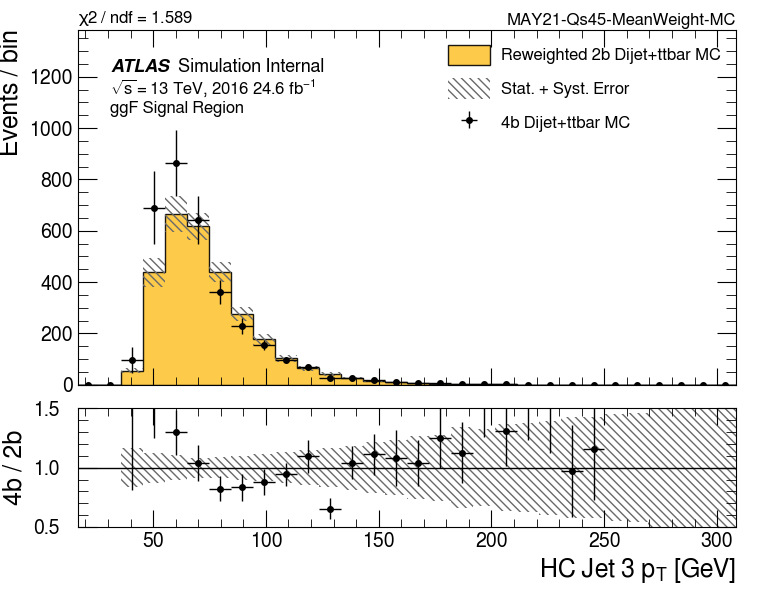 χ2 / ndf = 1.589
MAY21-Qs45-MeanWeight-MC
Events / bin
ATLAS Simulation Internal
√s = 13 TeV, 2016 24.6 fb⁻¹
ggF Signal Region
Reweighted 2b Dijet+ttbar MC
Stat. + Syst. Error
4b Dijet+ttbar MC
1200
1000
800
600
400
200
0
4b / 2b
1.5
1.0
0.5
50 100 150 200 250 300
HC Jet 3 pT [GeV]